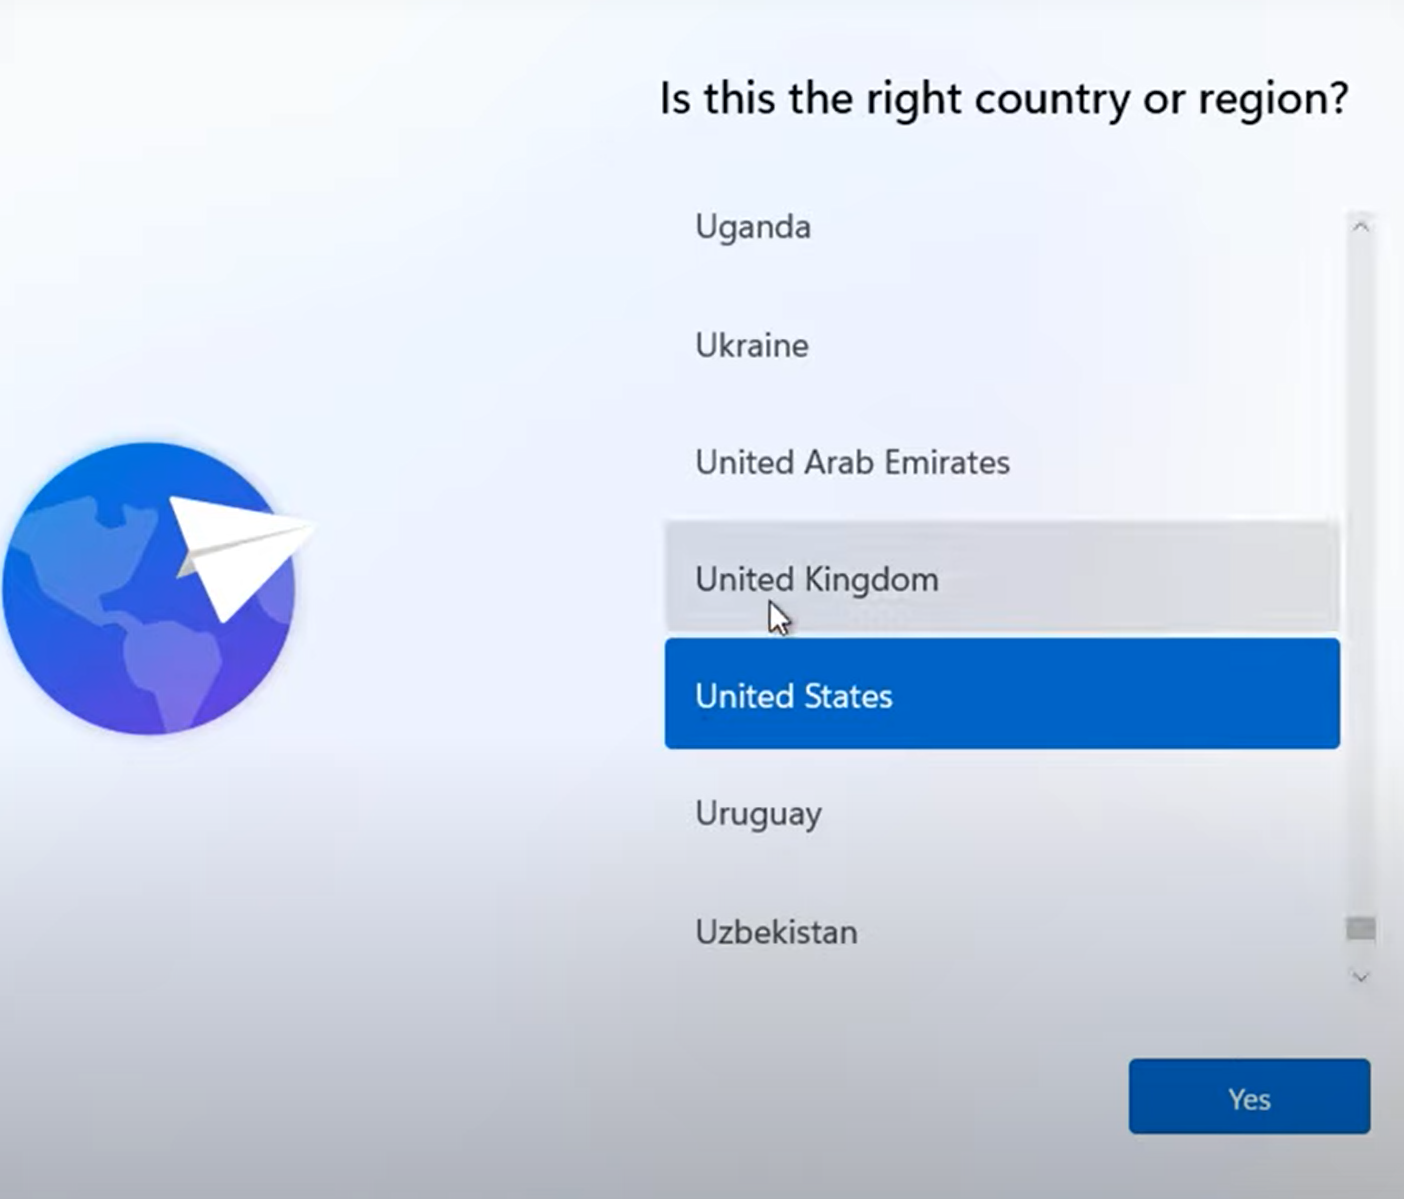 Is this the right country or region?
Uganda
Ukraine
United Arab Emirates
United Kingdom
United States
Uruguay
Uzbekistan
Yes